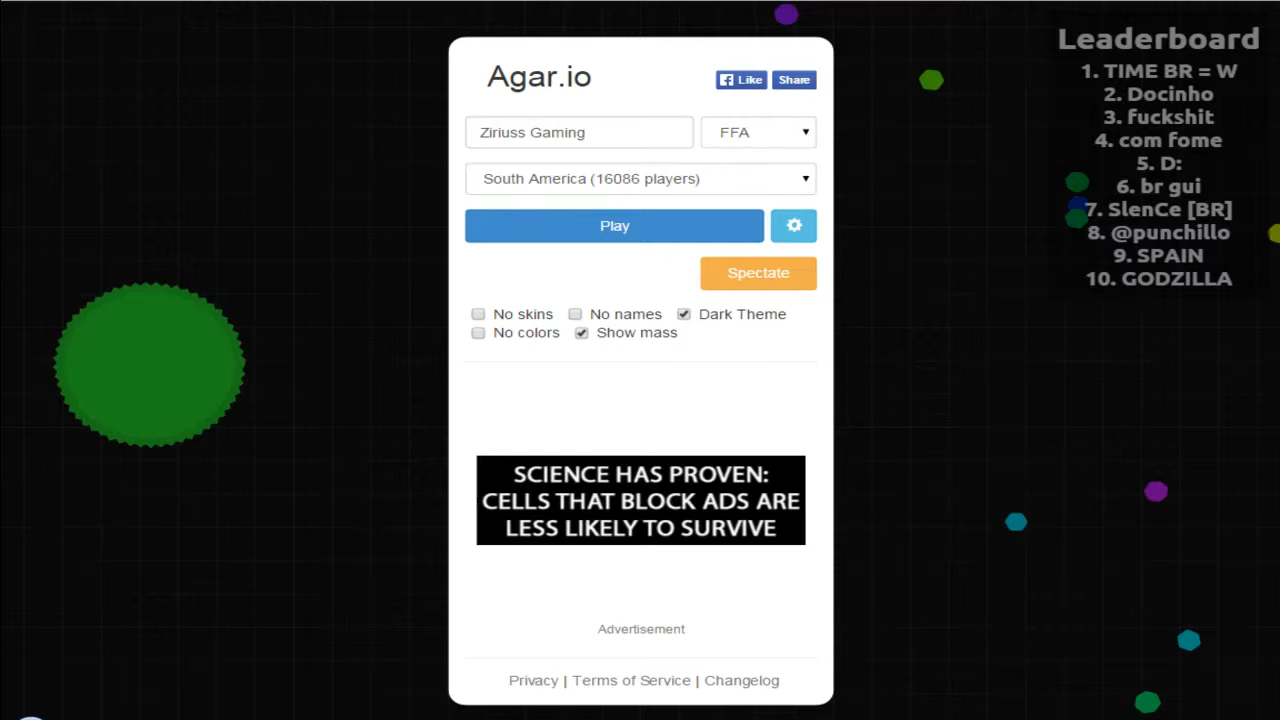 Agar.io
Like
Share
Ziriuss Gaming
FFA
South America (16086 players)
Play
Spectate
No skins
No names
Dark Theme
No colors
Show mass
SCIENCE HAS PROVEN:
CELLS THAT BLOCK ADS ARE
LESS LIKELY TO SURVIVE
Advertisement
Privacy | Terms of Service | Changelog
Leaderboard
1. TIME BR = W
2. Docinho
3. fuckshit
4. com fome
5. D:
6. br gui
7. SlenCe [BR]
8. @punchillo
9. SPAIN
10. GODZILLA